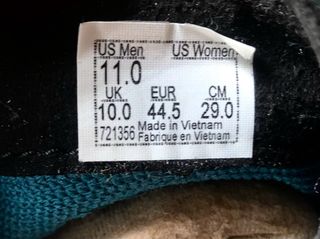 US Men US Women
11.0
UK EUR CM
10.0 44.5 29.0
721356 Made in Vietnam
Fabrique en Vietnam